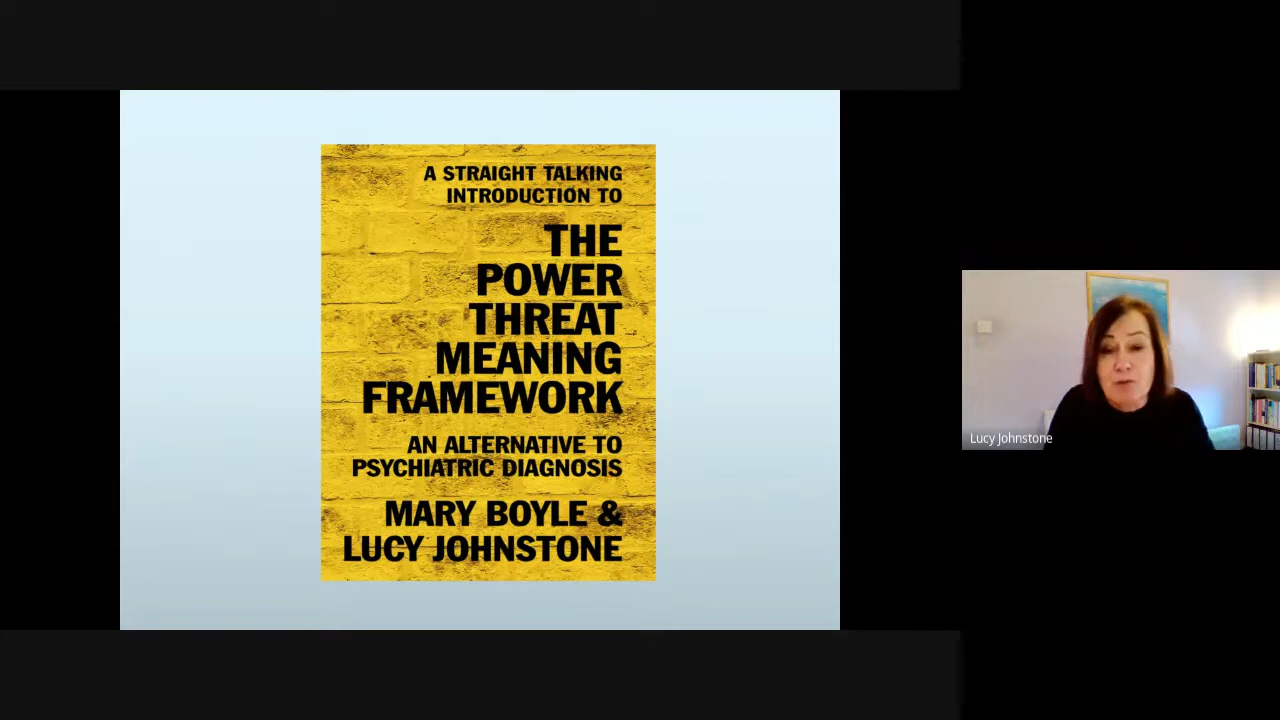 A STRAIGHT TALKING
INTRODUCTION TO
THE
POWER
THREAT
MEANING
FRAMEWORK
AN ALTERNATIVE TO
PSYCHIATRIC DIAGNOSIS
MARY BOYLE &
LUCY JOHNSTONE
Lucy Johnstone